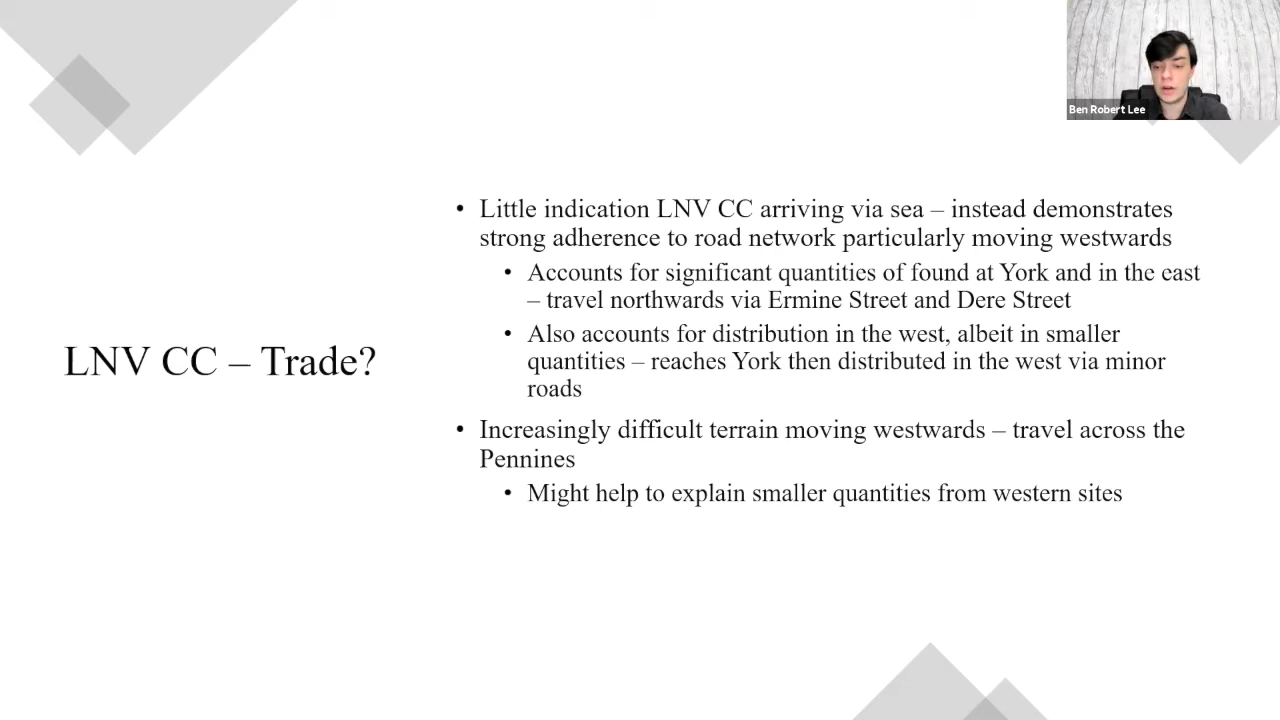 Ben Robert Lee
LNV CC – Trade?
• Little indication LNV CC arriving via sea – instead demonstrates
strong adherence to road network particularly moving westwards
• Accounts for significant quantities of found at York and in the east
– travel northwards via Ermine Street and Dere Street
• Also accounts for distribution in the west, albeit in smaller
quantities – reaches York then distributed in the west via minor
roads
• Increasingly difficult terrain moving westwards – travel across the
Pennines
• Might help to explain smaller quantities from western sites